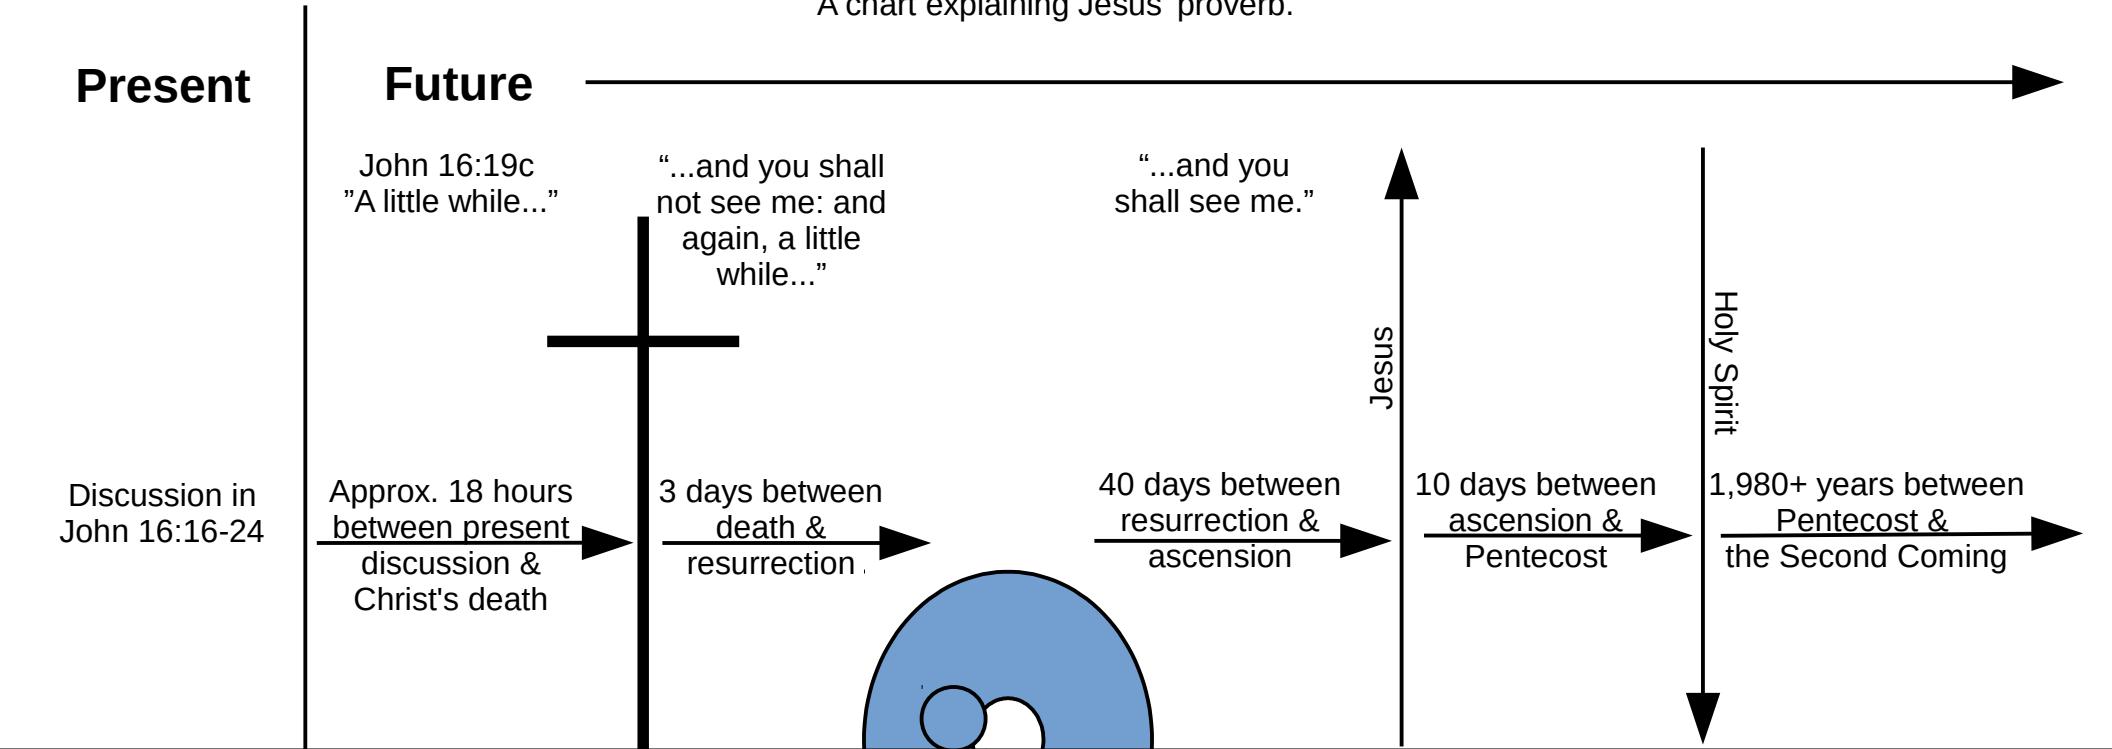 A chart explaining Jesus' proverb.
Present
Future
John 16:19c
”A little while...”
“...and you shall
not see me: and
again, a little
while...”
“...and you
shall see me.”
Jesus
Holy Spirit
Discussion in
John 16:16-24
Approx. 18 hours
between present
discussion &
Christ's death
3 days between
death &
resurrection .
40 days between
resurrection &
ascension
10 days between
ascension &
Pentecost
1,980+ years between
Pentecost &
the Second Coming